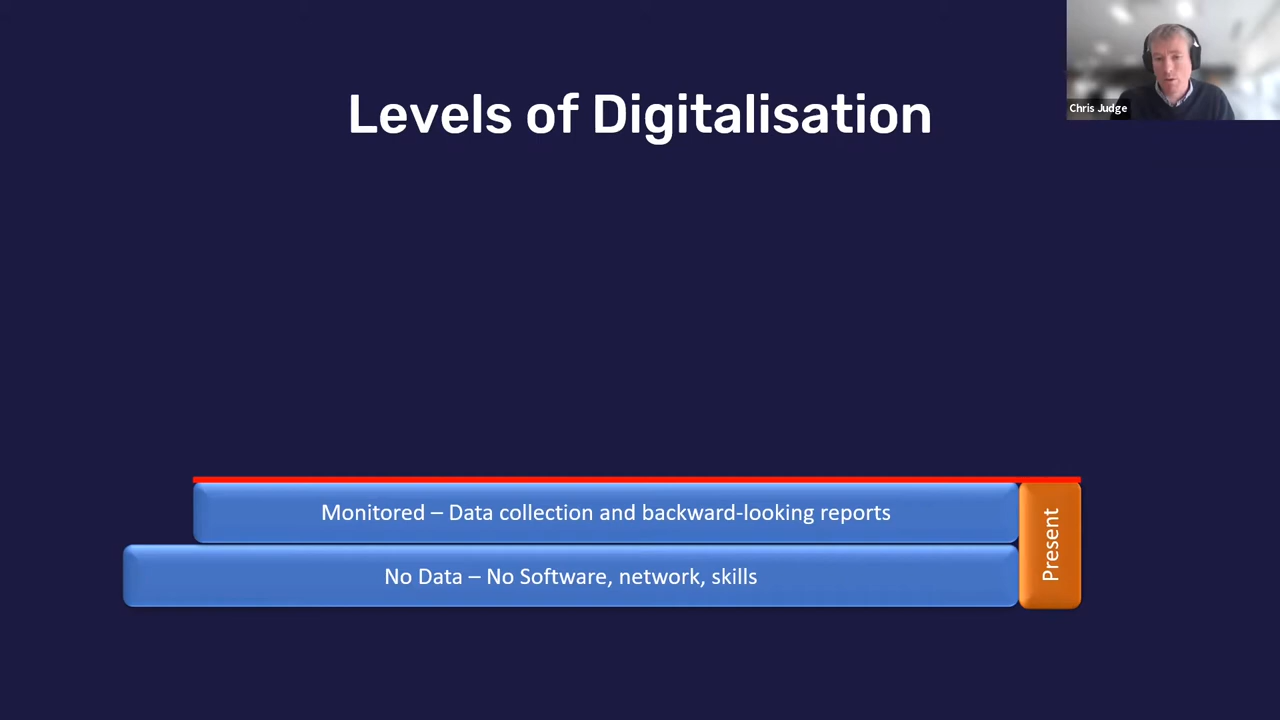 Levels of Digitalisation
Chris Judge
Monitored – Data collection and backward-looking reports
No Data – No Software, network, skills
Present